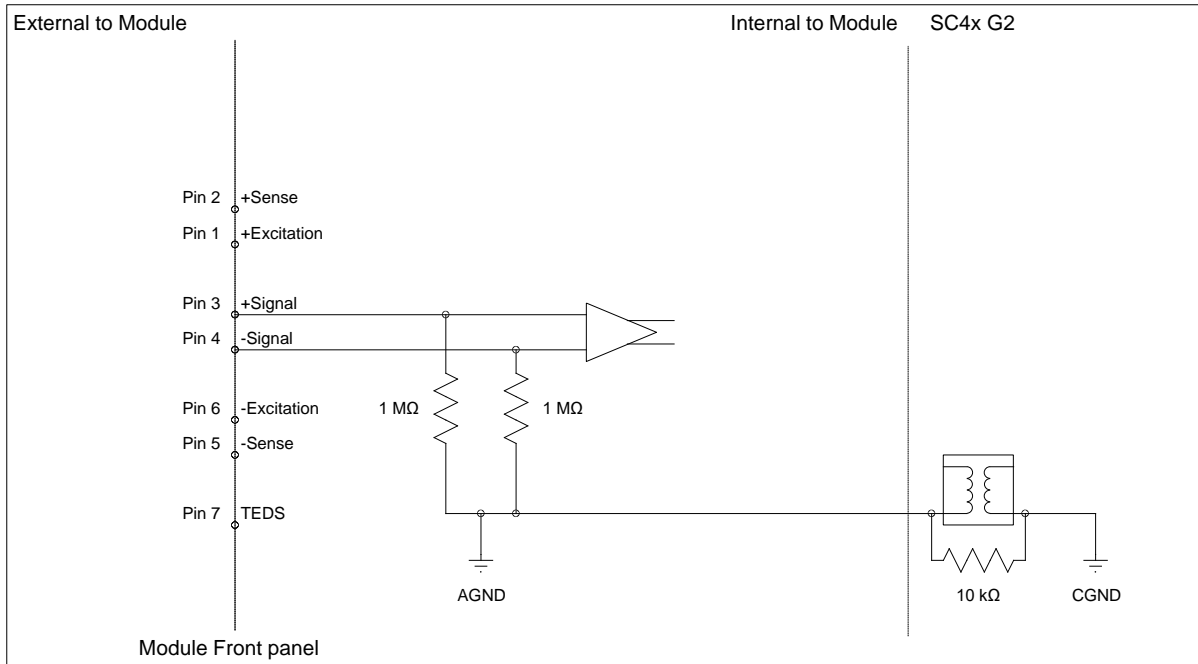 External to Module
Internal to Module
SC4x G2
Pin 2 +Sense
Pin 1 +Excitation
Pin 3 +Signal
Pin 4 -Signal
Pin 6 -Excitation
1 MΩ
1 MΩ
Pin 5 -Sense
Pin 7 TEDS
AGND
10 kΩ
CGND
Module Front panel